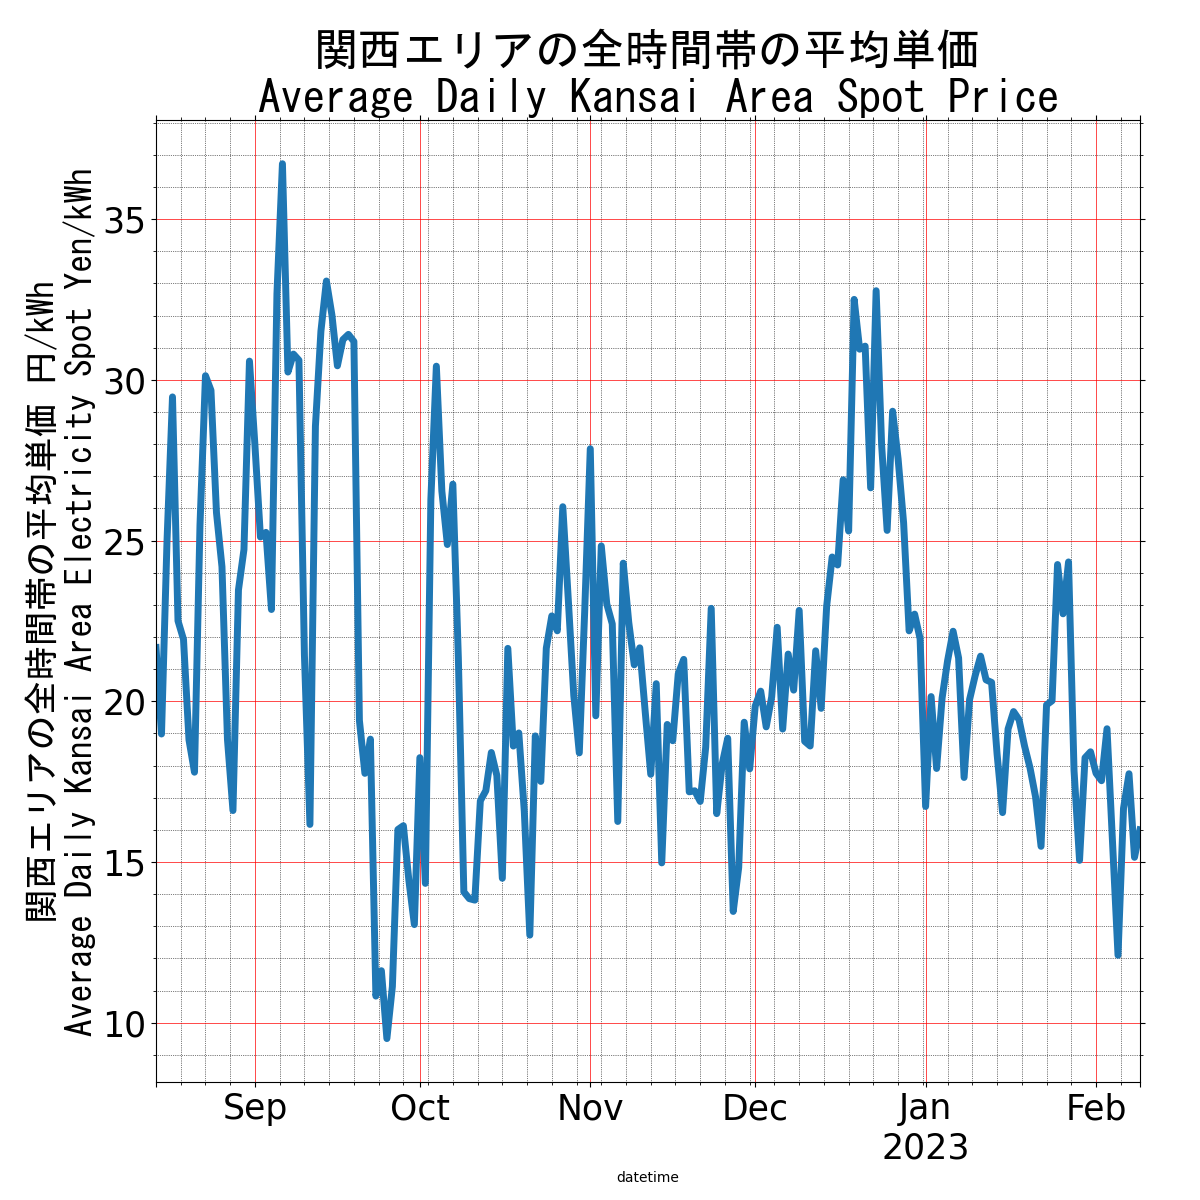 関西エリアの全時間帯の平均単価
Average Daily Kansai Area Spot Price
関西エリアの全時間帯の平均単価 円/kWh
Average Daily Kansai Area Electricity Spot Yen/kWh
35
30
25
20
15
10
Sep Oct Nov Dec Jan Feb
2023
datetime